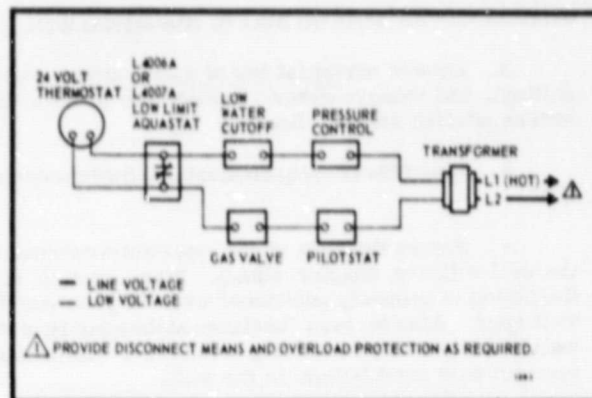 24 VOLT
THERMOSTAT
L4006A
OR
L4007A
LOW LIMIT
AQUASTAT
LOW
WATER
CUTOFF
PRESSURE
CONTROL
TRANSFORMER
L1 (HOT)
L2
GAS VALVE
PILOTSTAT
LINE VOLTAGE
LOW VOLTAGE
PROVIDE DISCONNECT MEANS AND OVERLOAD PROTECTION AS REQUIRED.